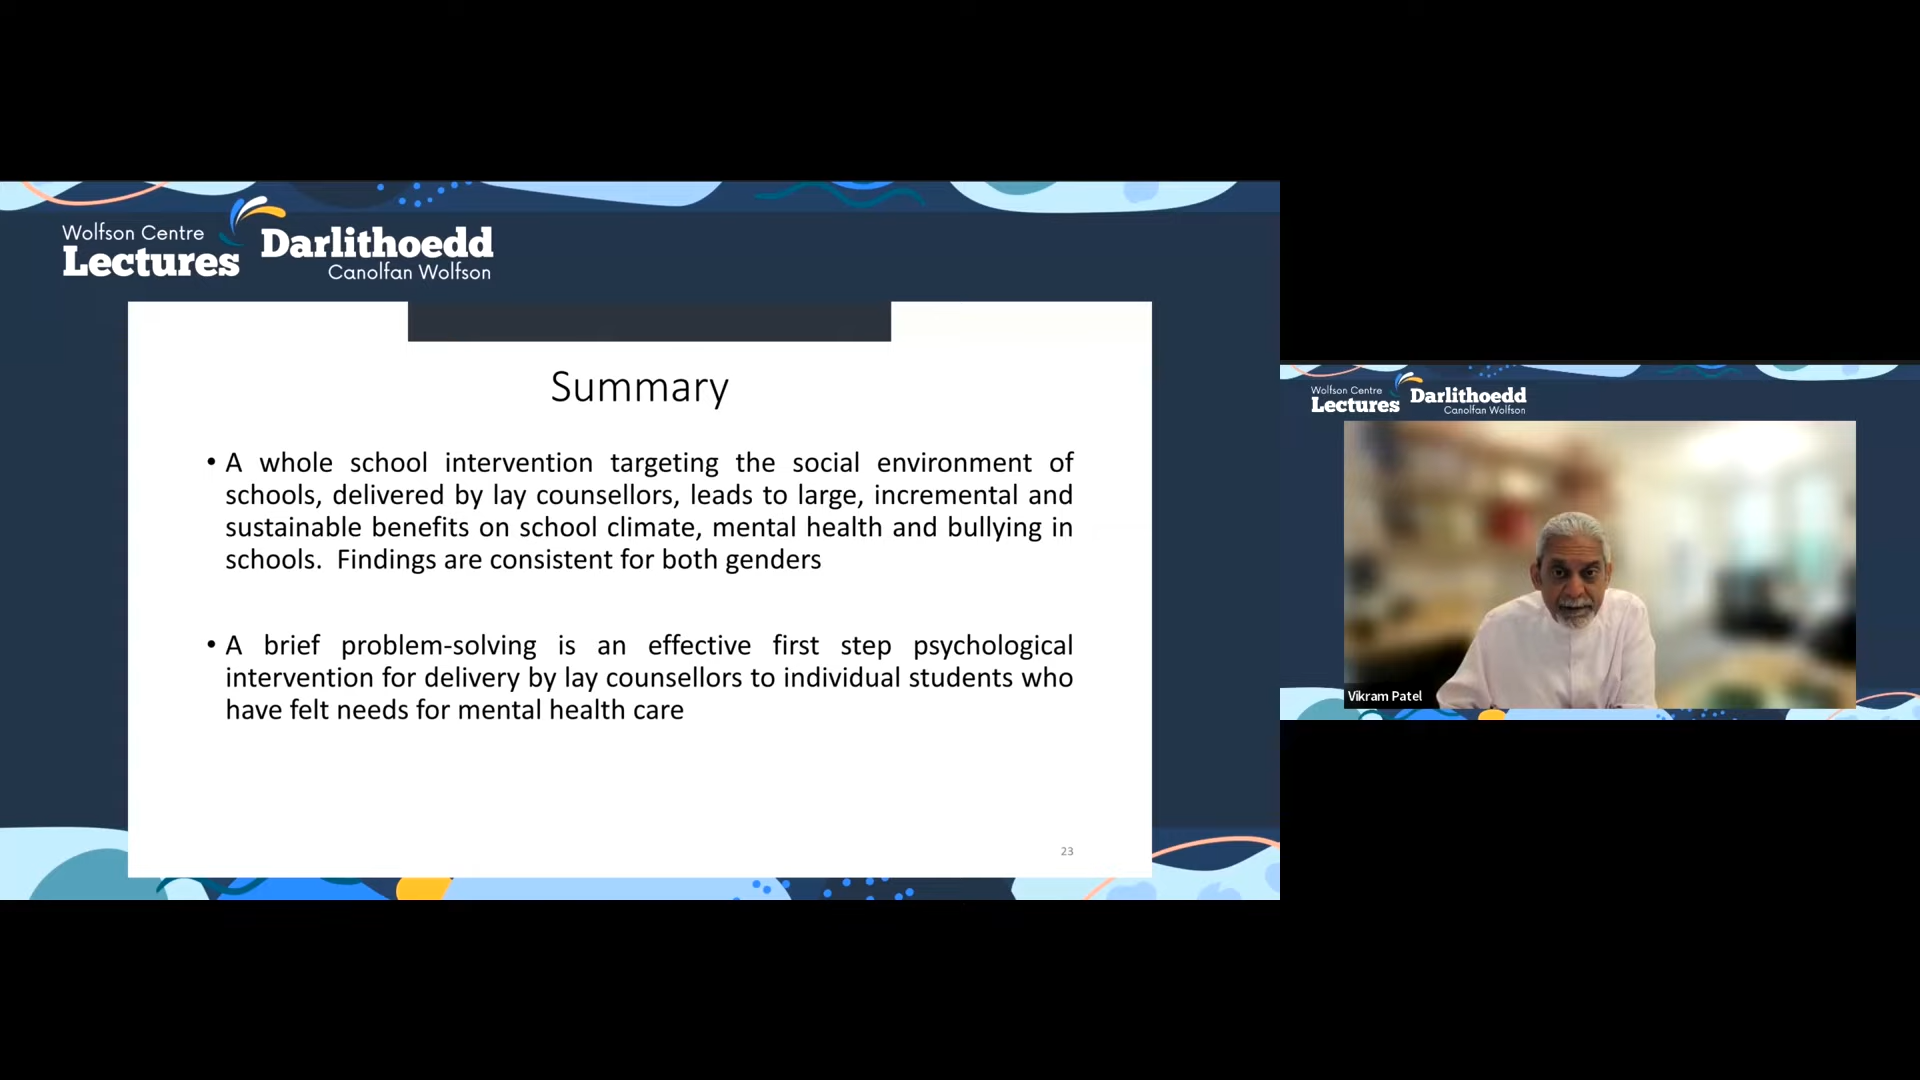 Wolfson Centre
Lectures
Darlithoedd
Canolfan Wolfson
Summary
• A whole school intervention targeting the social environment of
schools, delivered by lay counsellors, leads to large, incremental and
sustainable benefits on school climate, mental health and bullying in
schools.  Findings are consistent for both genders
• A brief problem-solving is an effective first step psychological
intervention for delivery by lay counsellors to individual students who
have felt needs for mental health care
23
Wolfson Centre
Lectures
Darlithoedd
Canolfan Wolfson
Vikram Patel